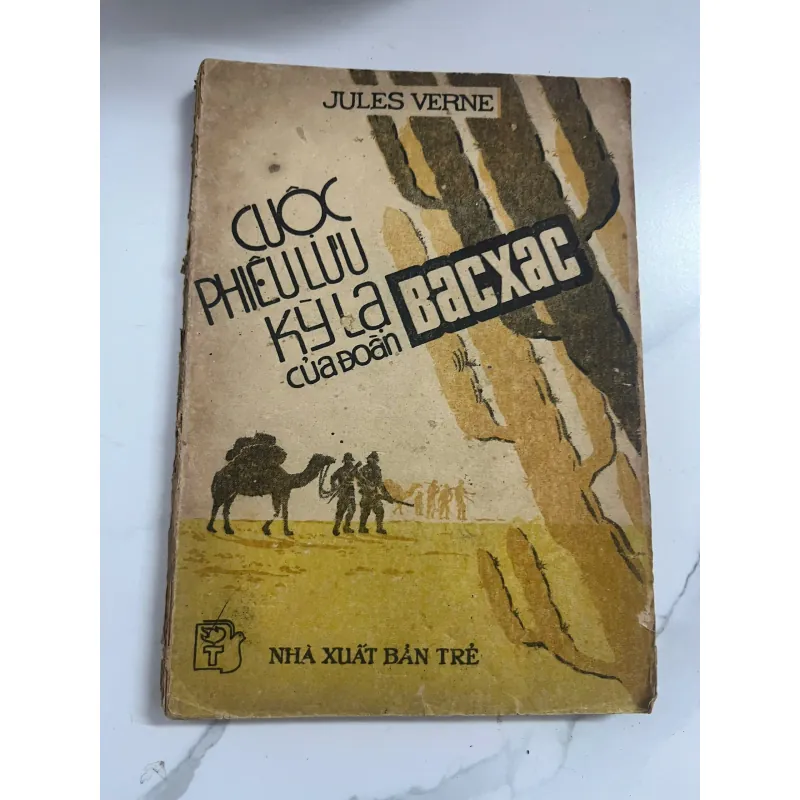 JULES VERNE
CUỘC
PHIÊU LƯU
KỲ LẠ
CỦA ĐOÀN BACXAC
T
NHÀ XUẤT BẢN TRẺ